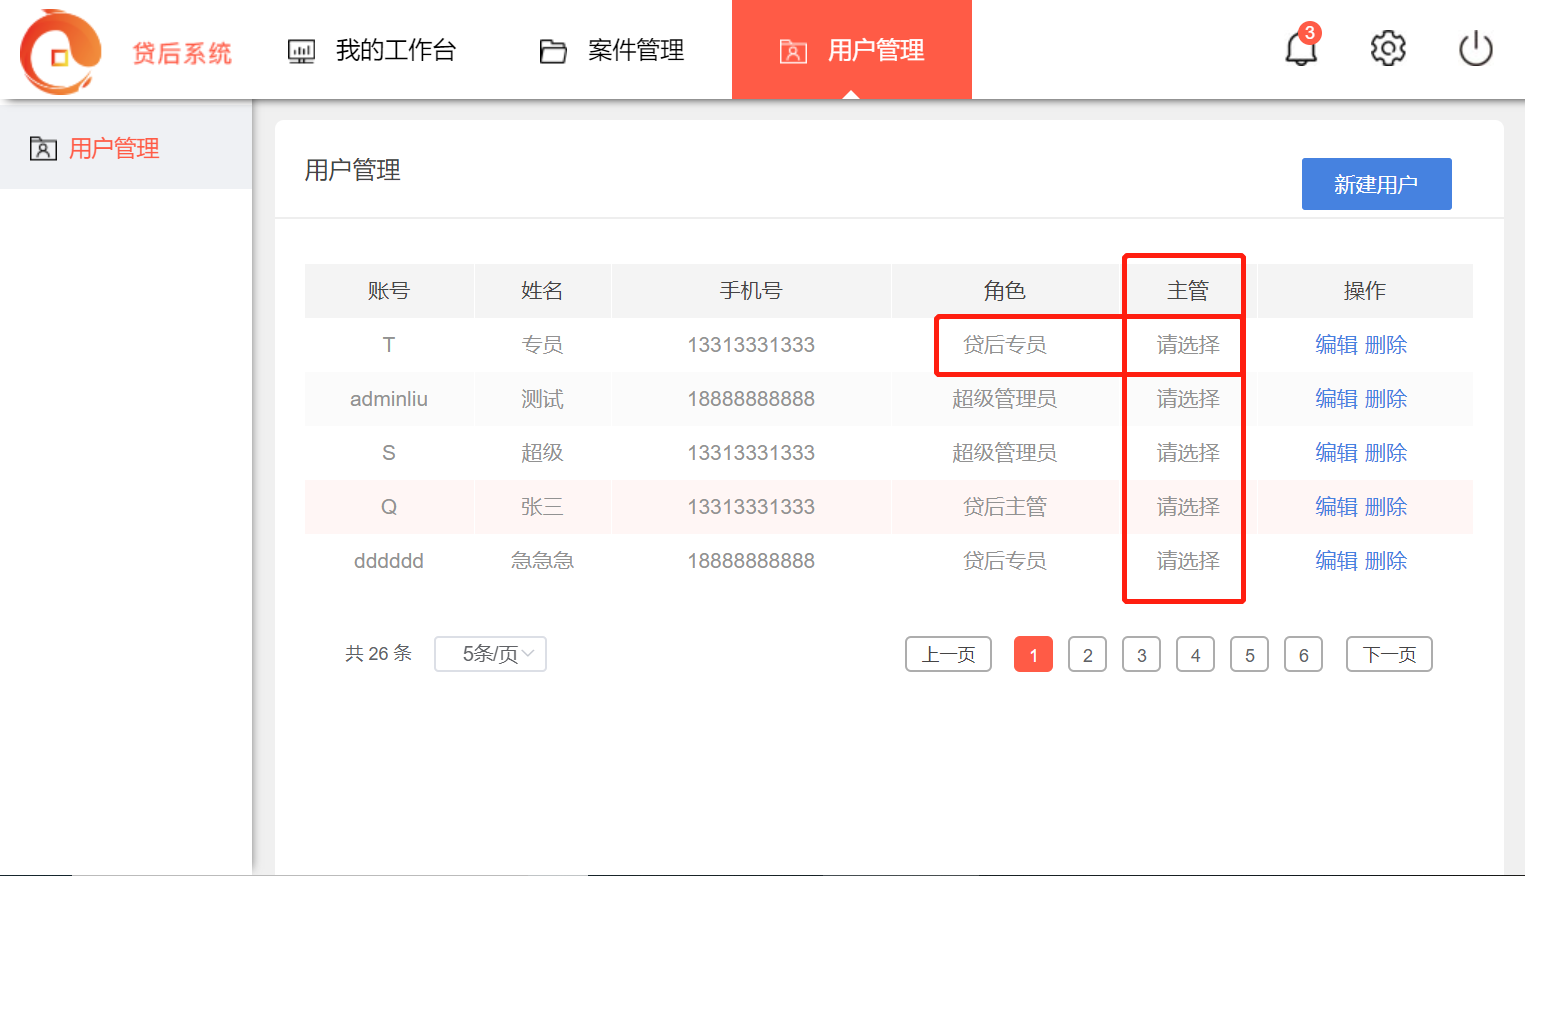 贷后系统 我的工作台 案件管理 用户管理 3
用户管理
用户管理
新建用户
账号 姓名 手机号 角色 主管 操作
T 专员 13313331333 贷后专员 请选择 编辑 删除
adminliu 测试 18888888888 超级管理员 请选择 编辑 删除
S 超级 13313331333 超级管理员 请选择 编辑 删除
Q 张三 13313331333 贷后主管 请选择 编辑 删除
dddddd 急急急 18888888888 贷后专员 请选择 编辑 删除
共 26 条 5条/页 上一页 1 2 3 4 5 6 下一页